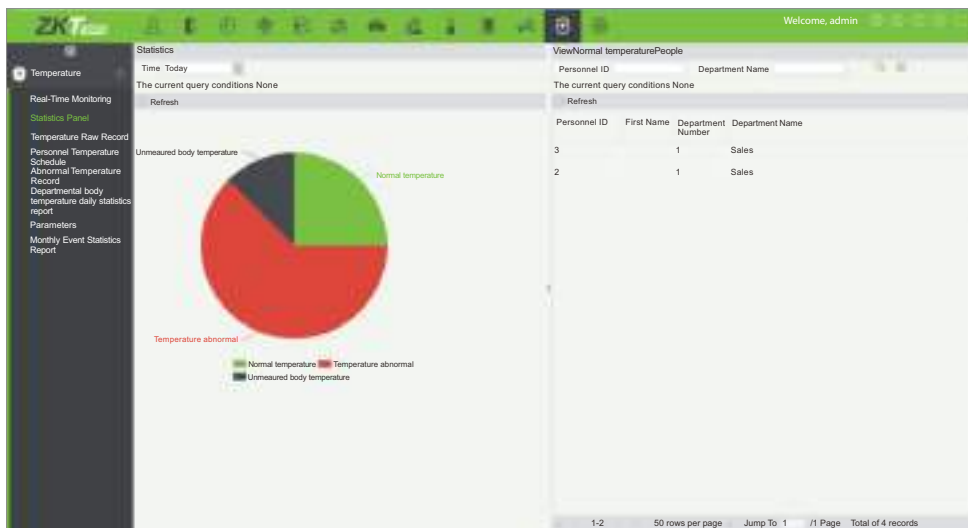 ZKTeco
Welcome, admin
Temperature
Real-Time Monitoring
Statistics Panel
Temperature Raw Record
Personnel Temperature
Schedule
Abnormal Temperature
Record
Departmental body
temperature daily statistics
report
Parameters
Monthly Event Statistics
Report
Statistics
Time Today
The current query conditions None
Refresh
Unmeaured body temperature
Normal temperature
Temperature abnormal
Normal temperature Temperature abnormal
Unmeaured body temperature
ViewNormal temperaturePeople
Personnel ID Department Name
The current query conditions None
Refresh
Personnel ID First Name Department Number Department Name
3 1 Sales
2 1 Sales
1-2 50 rows per page Jump To 1 /1 Page Total of 4 records